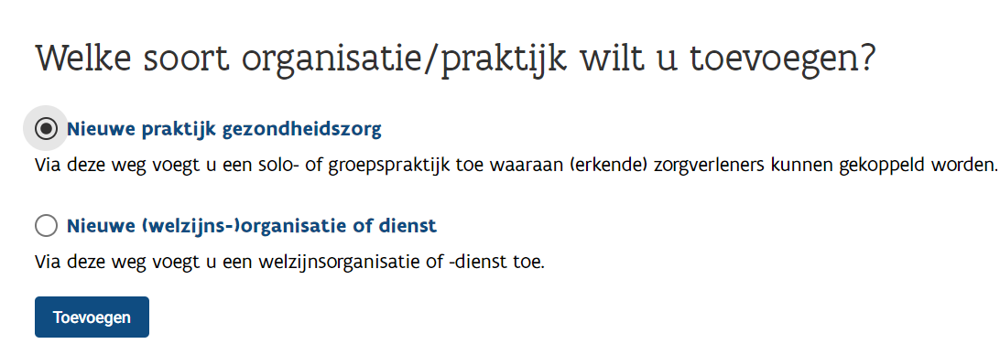 Welke soort organisatie/praktijk wilt u toevoegen?
Nieuwe praktijk gezondheidszorg
Via deze weg voegt u een solo- of groepspraktijk toe waaraan (erkende) zorgverleners kunnen gekoppeld worden.
Nieuwe (welzijns-)organisatie of dienst
Via deze weg voegt u een welzijnsorganisatie of -dienst toe.
Toevoegen